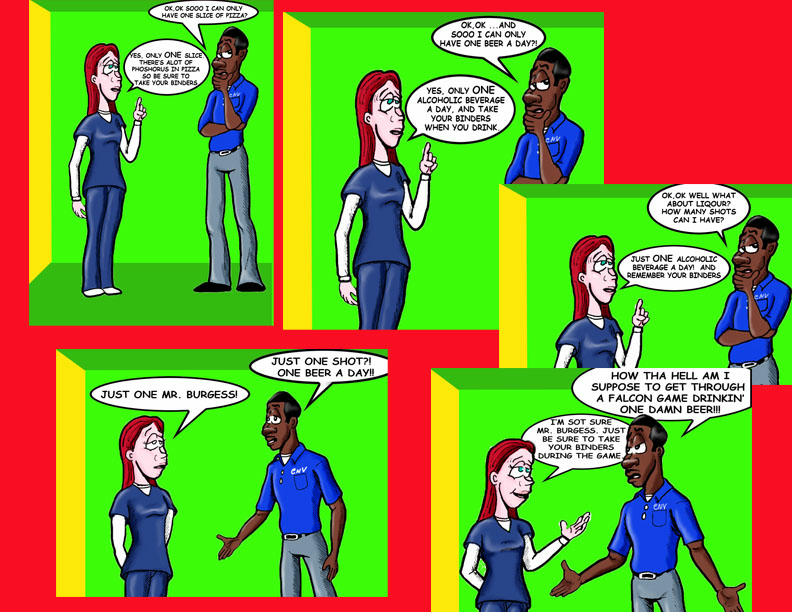 OK,OK SOOO I CAN ONLY
HAVE ONE SLICE OF PIZZA?
YES, ONLY ONE SLICE
THERE'S ALOT OF
PHOSHORUS IN PIZZA
SO BE SURE TO
TAKE YOUR BINDERS
CNV
OK,OK ...AND
SOOO I CAN ONLY
HAVE ONE BEER A DAY?!
YES, ONLY ONE
ALCOHOLIC BEVERAGE
A DAY, AND TAKE
YOUR BINDERS
WHEN YOU DRINK.
CNV
OK,OK WELL WHAT
ABOUT LIQOUR?
HOW MANY SHOTS
CAN I HAVE?
JUST ONE ALCOHOLIC
BEVERAGE A DAY! AND
REMEMBER YOUR BINDERS
CNV
JUST ONE SHOT?!
ONE BEER A DAY!!
JUST ONE MR. BURGESS!
CNV
HOW THA HELL AM I
SUPPOSE TO GET THROUGH
A FALCON GAME DRINKIN'
ONE DAMN BEER!!!
I'M SOT SURE
MR. BURGESS. JUST
BE SURE TO TAKE
YOUR BINDERS
DURING THE GAME
CNV